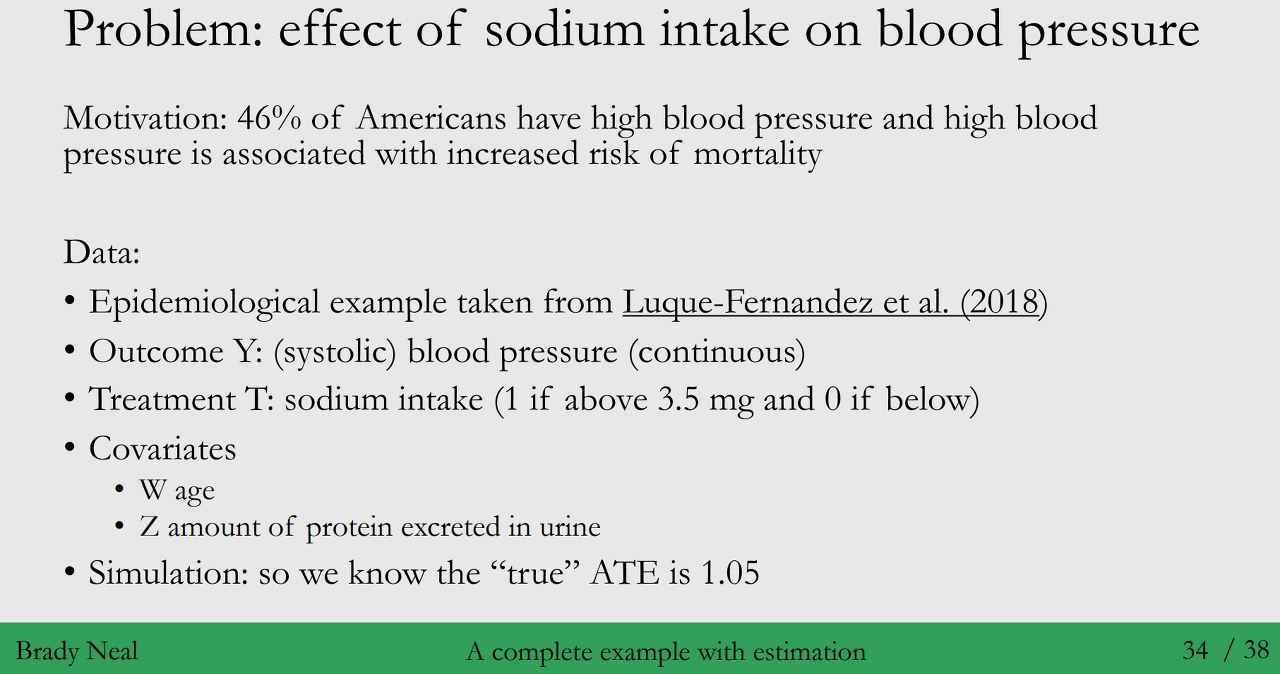 Problem: effect of sodium intake on blood pressure
Motivation: 46% of Americans have high blood pressure and high blood
pressure is associated with increased risk of mortality
Data:
• Epidemiological example taken from Luque-Fernandez et al. (2018)
• Outcome Y: (systolic) blood pressure (continuous)
• Treatment T: sodium intake (1 if above 3.5 mg and 0 if below)
• Covariates
• W age
• Z amount of protein excreted in urine
• Simulation: so we know the “true” ATE is 1.05
Brady Neal A complete example with estimation 34 / 38